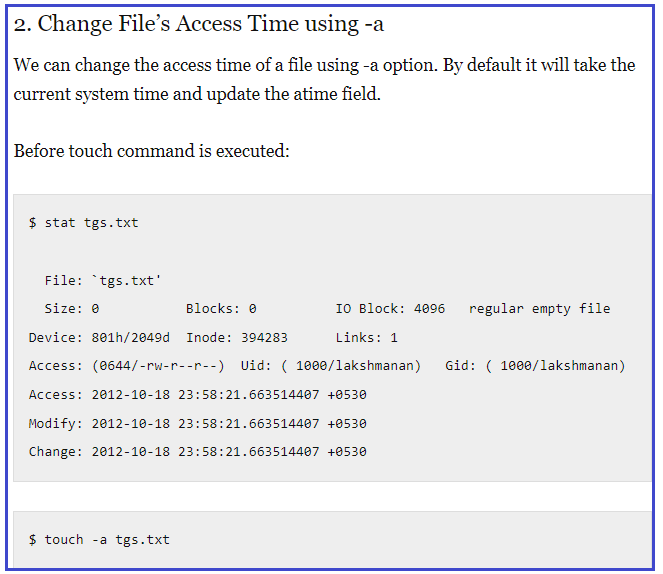 2. Change File’s Access Time using -a
We can change the access time of a file using -a option. By default it will take the
current system time and update the atime field.
Before touch command is executed:
$ stat tgs.txt
File: `tgs.txt'
Size: 0 Blocks: 0 IO Block: 4096 regular empty file
Device: 801h/2049d Inode: 394283 Links: 1
Access: (0644/-rw-r--r--) Uid: ( 1000/lakshmanan) Gid: ( 1000/lakshmanan)
Access: 2012-10-18 23:58:21.663514407 +0530
Modify: 2012-10-18 23:58:21.663514407 +0530
Change: 2012-10-18 23:58:21.663514407 +0530
$ touch -a tgs.txt